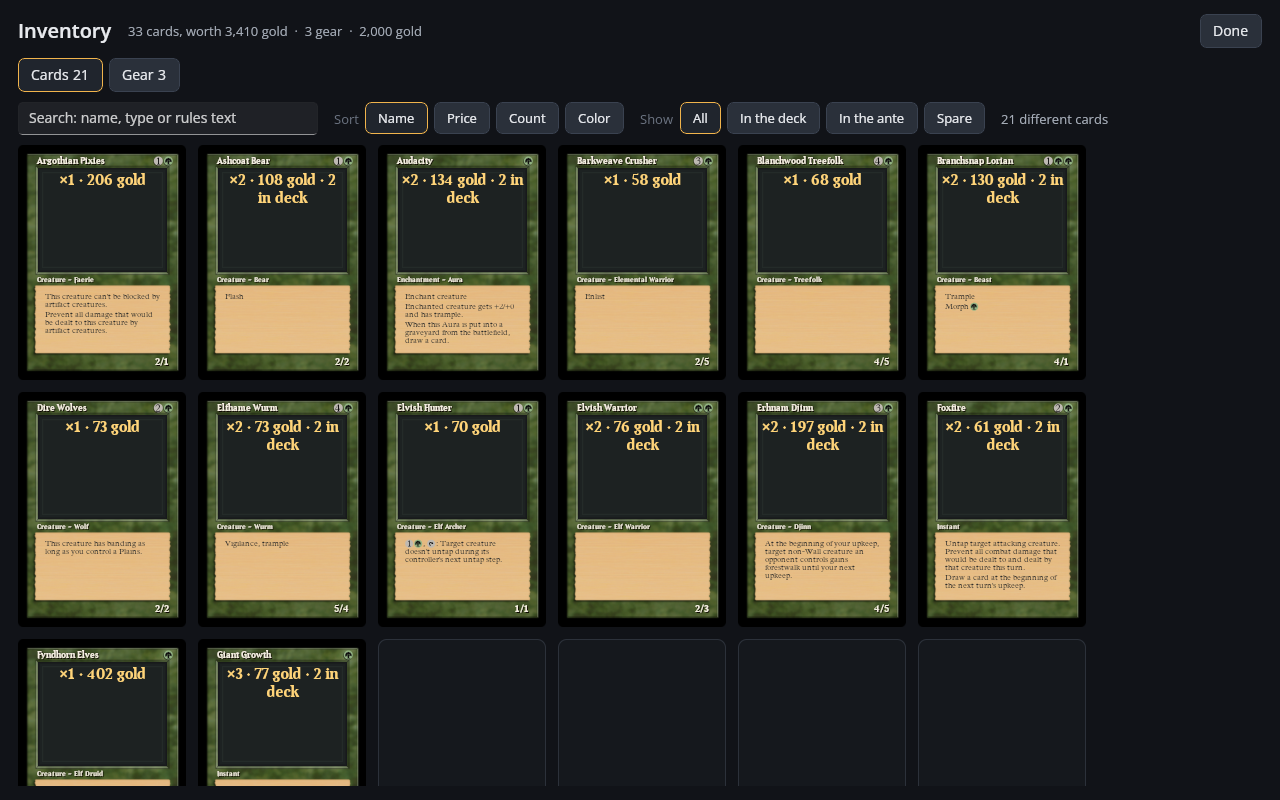 Inventory 33 cards, worth 3,410 gold · 3 gear · 2,000 gold Done
Cards 21 Gear 3
Search: name, type or rules text Sort Name Price Count Color Show All In the deck In the ante Spare 21 different cards
Argothian Pixies 1
×1 · 206 gold
Creature – Faerie
This creature can't be blocked by
artifact creatures.
Prevent all damage that would
be dealt to this creature by
artifact creatures.
2/1
Ashcoat Bear 1
×2 · 108 gold · 2
in deck
Creature – Bear
Flash
2/2
Audacity
×2 · 134 gold · 2 in
deck
Enchantment – Aura
Enchant creature
Enchanted creature gets +2/+0
and has trample.
When this Aura is put into a
graveyard from the battlefield,
draw a card.
Barkweave Crusher 3
×1 · 58 gold
Creature – Elemental Warrior
Enlist
2/5
Blanchwood Treefolk 4
×1 · 68 gold
Creature – Treefolk
4/5
Branchsnap Lorian 1
×2 · 130 gold · 2 in
deck
Creature – Beast
Trample
Morph
4/1
Dire Wolves 2
×1 · 73 gold
Creature – Wolf
This creature has banding as
long as you control a Plains.
2/2
Elfhame Wurm 4
×2 · 73 gold · 2 in
deck
Creature – Wurm
Vigilance, trample
5/4
Elvish Hunter 1
×1 · 70 gold
Creature – Elf Archer
1 , : Target creature
doesn't untap during its
controller's next untap step.
1/1
Elvish Warrior
×2 · 76 gold · 2 in
deck
Creature – Elf Warrior
2/3
Erhnam Djinn 3
×2 · 197 gold · 2 in
deck
Creature – Djinn
At the beginning of your upkeep,
target non-Wall creature an
opponent controls gains
forestwalk until your next
upkeep.
4/5
Foxfire 2
×2 · 61 gold · 2 in
deck
Instant
Untap target attacking creature.
Prevent all combat damage that
would be dealt to and dealt by
that creature this turn.
Draw a card at the beginning of
the next turn's upkeep.
Fyndhorn Elves
×1 · 402 gold
Creature – Elf Druid
Giant Growth
×3 · 77 gold · 2 in
deck
Instant